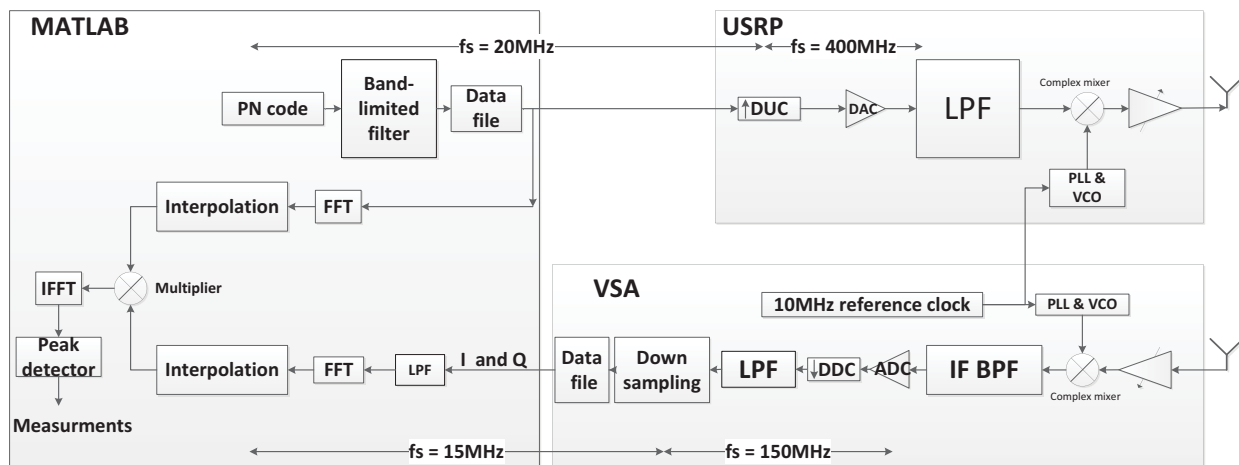 MATLAB
USRP
fs = 20MHz
fs = 400MHz
PN code
Band-
limited
filter
Data
file
DUC
DAC
LPF
Complex mixer
PLL &
VCO
Interpolation
FFT
IFFT
Multiplier
VSA
10MHz reference clock
PLL & VCO
Peak
detector
Interpolation
FFT
LPF
I and Q
Data
file
Down
sampling
LPF
DDC
ADC
IF BPF
Complex mixer
Measurments
fs = 15MHz
fs = 150MHz